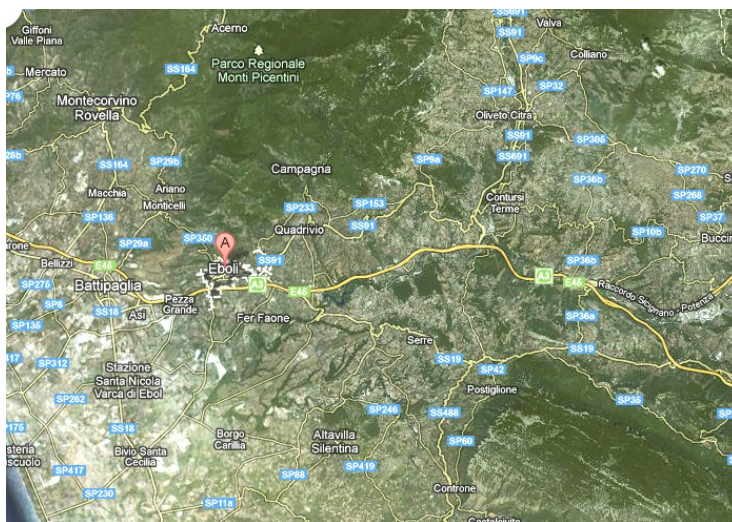 Giffoni
Valle Piana
Acerno
SS691
Valva
SS91
Colliano
Parco Regionale
Monti Picentini
SP9c
Mercato
SS164
SP32
SP147
Montecorvino
Rovella
Oliveto Citra
SS91
SP305
SS691
SP29b
SP9a
SS164
Campagna
SP270
SP36b
Macchia
Ariano
SP268
Monticelli
SP153
Contursi
Terme
SP136
SP233
SP37
SS91
Quadrivio
SP10b
SP350
A
SP29a
Bellizzi
E45
Eboli
SS91
SP36b
SP275
Battipaglia
A3
E45
A3
E45
Raccordo Sicignano - Potenza
SP8
Pezza
Grande
SS18
Asi
Fer Faone
SP36a
SP135
Serre
SS19
SS19
SP312
Stazione
Santa Nicola
Varca di Ebol
SP42
Postiglione
SP262
SP35
SP246
SS488
SS18
Borgo
Carillia
Altavilla
Silentina
SP60
Bivio Santa
Cecilia
SP417
SP88
SP419
Controne
SP230
SP11a